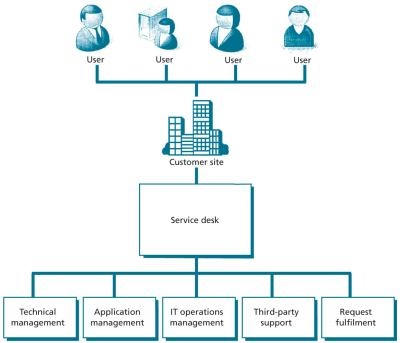 User
User
User
User
Customer site
Service desk
Technical
management
Application
management
IT operations
management
Third-party
support
Request
fulfilment